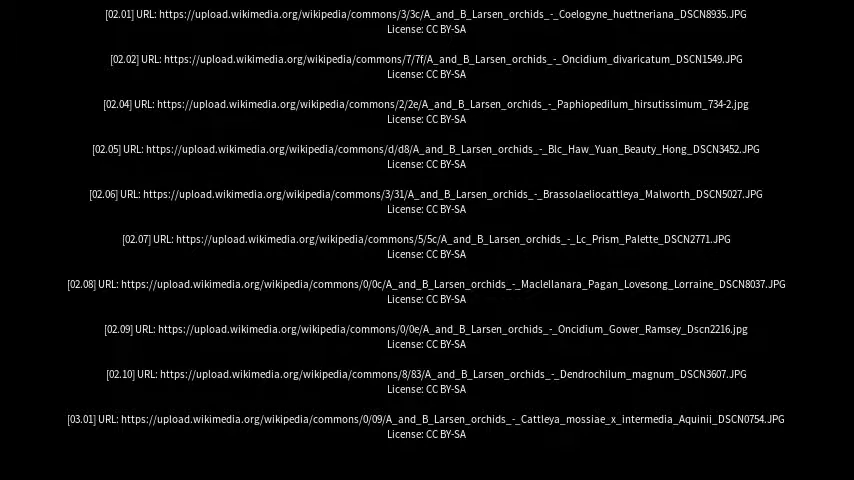 [02.01] URL: https://upload.wikimedia.org/wikipedia/commons/3/3c/A_and_B_Larsen_orchids_-_Coelogyne_huettneriana_DSCN8935.JPG
License: CC BY-SA
[02.02] URL: https://upload.wikimedia.org/wikipedia/commons/7/7f/A_and_B_Larsen_orchids_-_Oncidium_divaricatum_DSCN1549.JPG
License: CC BY-SA
[02.04] URL: https://upload.wikimedia.org/wikipedia/commons/2/2e/A_and_B_Larsen_orchids_-_Paphiopedilum_hirsutissimum_734-2.jpg
License: CC BY-SA
[02.05] URL: https://upload.wikimedia.org/wikipedia/commons/d/d8/A_and_B_Larsen_orchids_-_Blc_Haw_Yuan_Beauty_Hong_DSCN3452.JPG
License: CC BY-SA
[02.06] URL: https://upload.wikimedia.org/wikipedia/commons/3/31/A_and_B_Larsen_orchids_-_Brassolaeliocattleya_Malworth_DSCN5027.JPG
License: CC BY-SA
[02.07] URL: https://upload.wikimedia.org/wikipedia/commons/5/5c/A_and_B_Larsen_orchids_-_Lc_Prism_Palette_DSCN2771.JPG
License: CC BY-SA
[02.08] URL: https://upload.wikimedia.org/wikipedia/commons/0/0c/A_and_B_Larsen_orchids_-_Maclellanara_Pagan_Lovesong_Lorraine_DSCN8037.JPG
License: CC BY-SA
[02.09] URL: https://upload.wikimedia.org/wikipedia/commons/0/0e/A_and_B_Larsen_orchids_-_Oncidium_Gower_Ramsey_Dscn2216.jpg
License: CC BY-SA
[02.10] URL: https://upload.wikimedia.org/wikipedia/commons/8/83/A_and_B_Larsen_orchids_-_Dendrochilum_magnum_DSCN3607.JPG
License: CC BY-SA
[03.01] URL: https://upload.wikimedia.org/wikipedia/commons/0/09/A_and_B_Larsen_orchids_-_Cattleya_mossiae_x_intermedia_Aquinii_DSCN0754.JPG
License: CC BY-SA